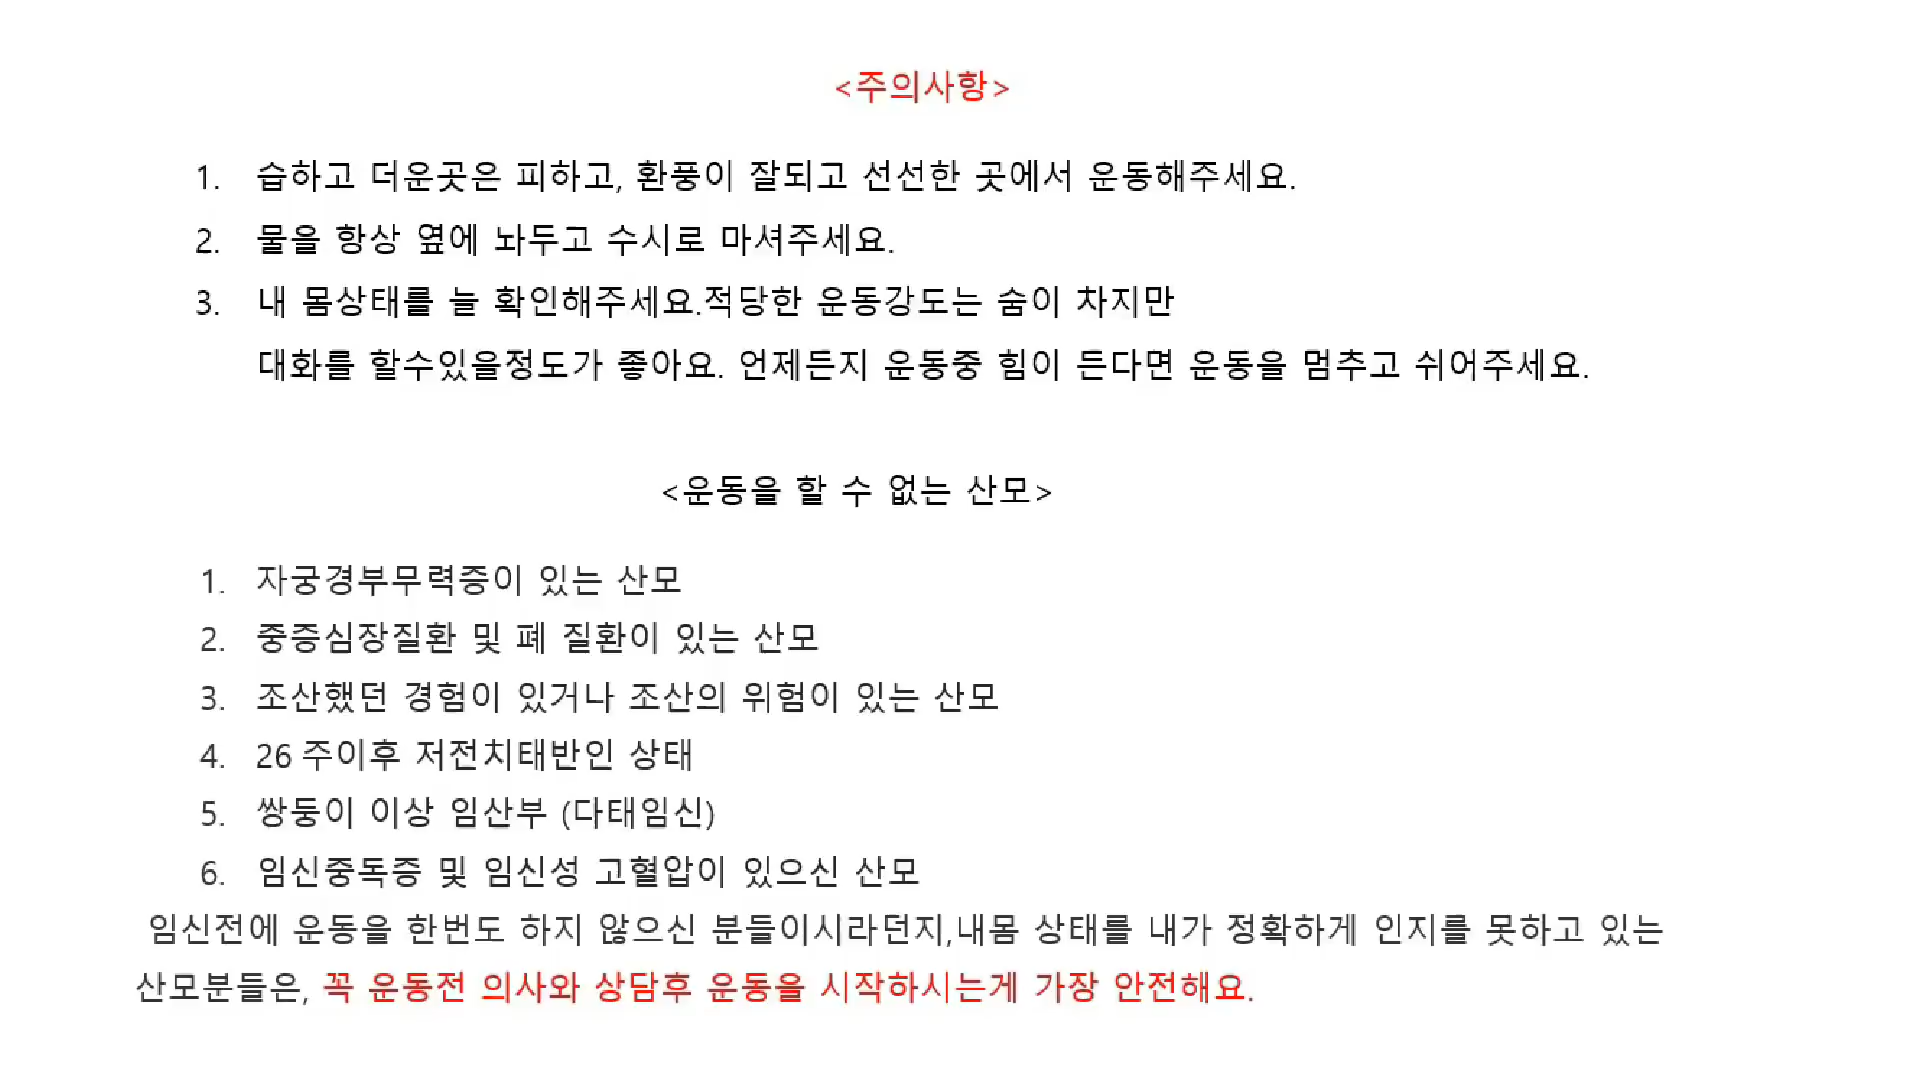 <주의사항>
1. 습하고 더운곳은 피하고, 환풍이 잘되고 선선한 곳에서 운동해주세요.
2. 물을 항상 옆에 놔두고 수시로 마셔주세요.
3. 내 몸상태를 늘 확인해주세요.적당한 운동강도는 숨이 차지만
대화를 할수있을정도가 좋아요. 언제든지 운동중 힘이 든다면 운동을 멈추고 쉬어주세요.
<운동을 할 수 없는 산모>
1. 자궁경부무력증이 있는 산모
2. 중증심장질환 및 폐 질환이 있는 산모
3. 조산했던 경험이 있거나 조산의 위험이 있는 산모
4. 26 주이후 저전치태반인 상태
5. 쌍둥이 이상 임산부 (다태임신)
6. 임신중독증 및 임신성 고혈압이 있으신 산모
임신전에 운동을 한번도 하지 않으신 분들이시라던지,내몸 상태를 내가 정확하게 인지를 못하고 있는
산모분들은, 꼭 운동전 의사와 상담후 운동을 시작하시는게 가장 안전해요.